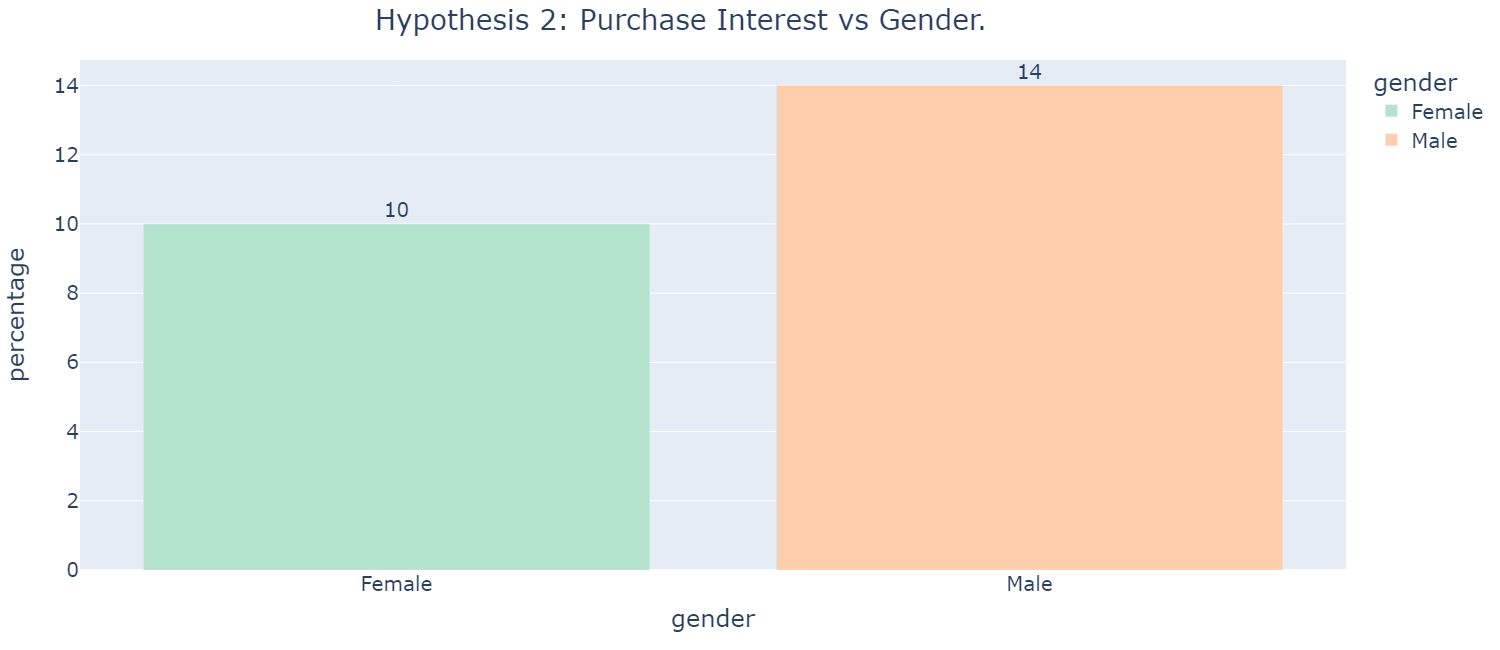 Hypothesis 2: Purchase Interest vs Gender.
14
12
10
8
6
4
2
0
percentage
10
14
Female
Male
gender
gender
Female
Male